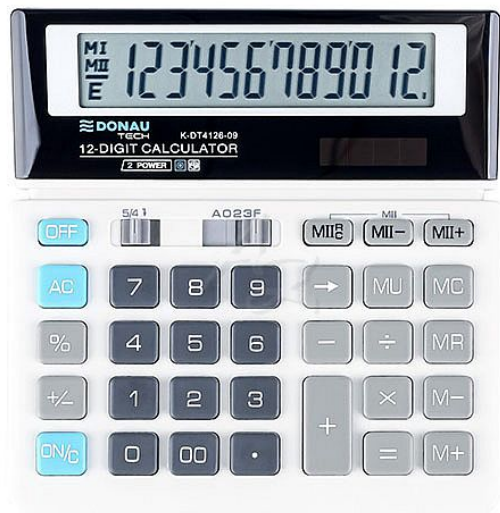 MI
MII
E
123456789012.
DONAU
TECH
K-DT4126-09
12-DIGIT CALCULATOR
2 POWER
5/4 A023F MII
OFF MII R C MII− MII+
AC 7 8 9 → MU MC
% 4 5 6 − ÷ MR
+/− 1 2 3 + × M−
ON/C 0 00 . = M+